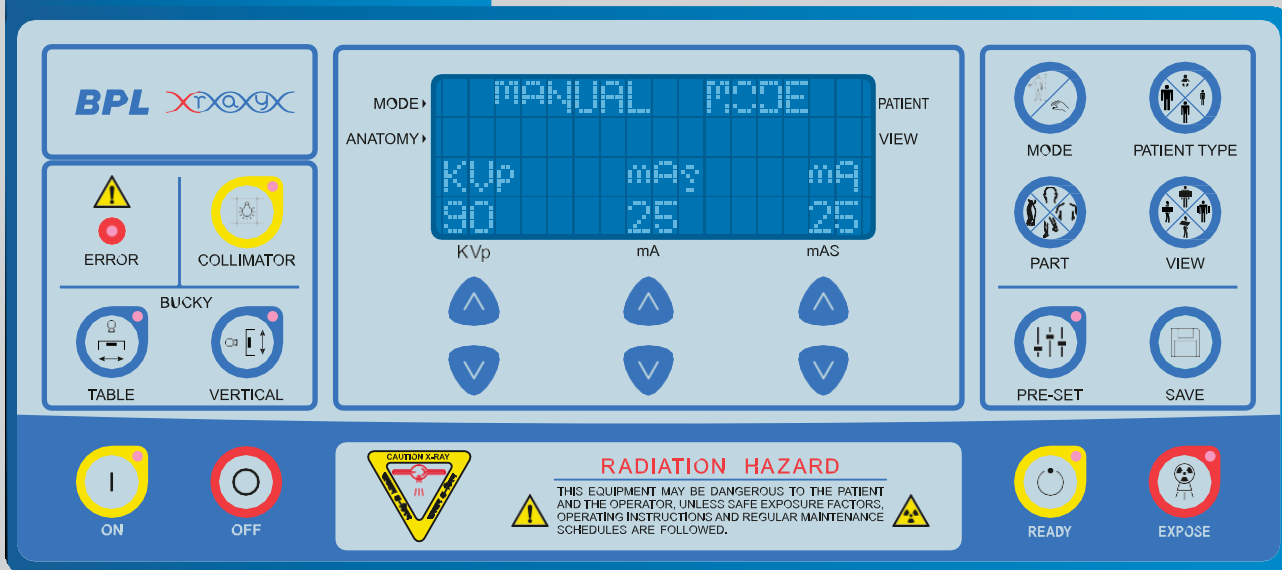 BPL Xray
MODE
MANUAL MODE
PATIENT
ANATOMY
VIEW
KVp mAs mA
90 25 25
KVp mA mAS
ERROR
COLLIMATOR
BUCKY
TABLE
VERTICAL
MODE
PATIENT TYPE
PART
VIEW
PRE-SET
SAVE
ON
OFF
CAUTION X-RAY
RADIATION HAZARD
THIS EQUIPMENT MAY BE DANGEROUS TO THE PATIENT
AND THE OPERATOR, UNLESS SAFE EXPOSURE FACTORS,
OPERATING INSTRUCTIONS AND REGULAR MAINTENANCE
SCHEDULES ARE FOLLOWED.
READY
EXPOSE